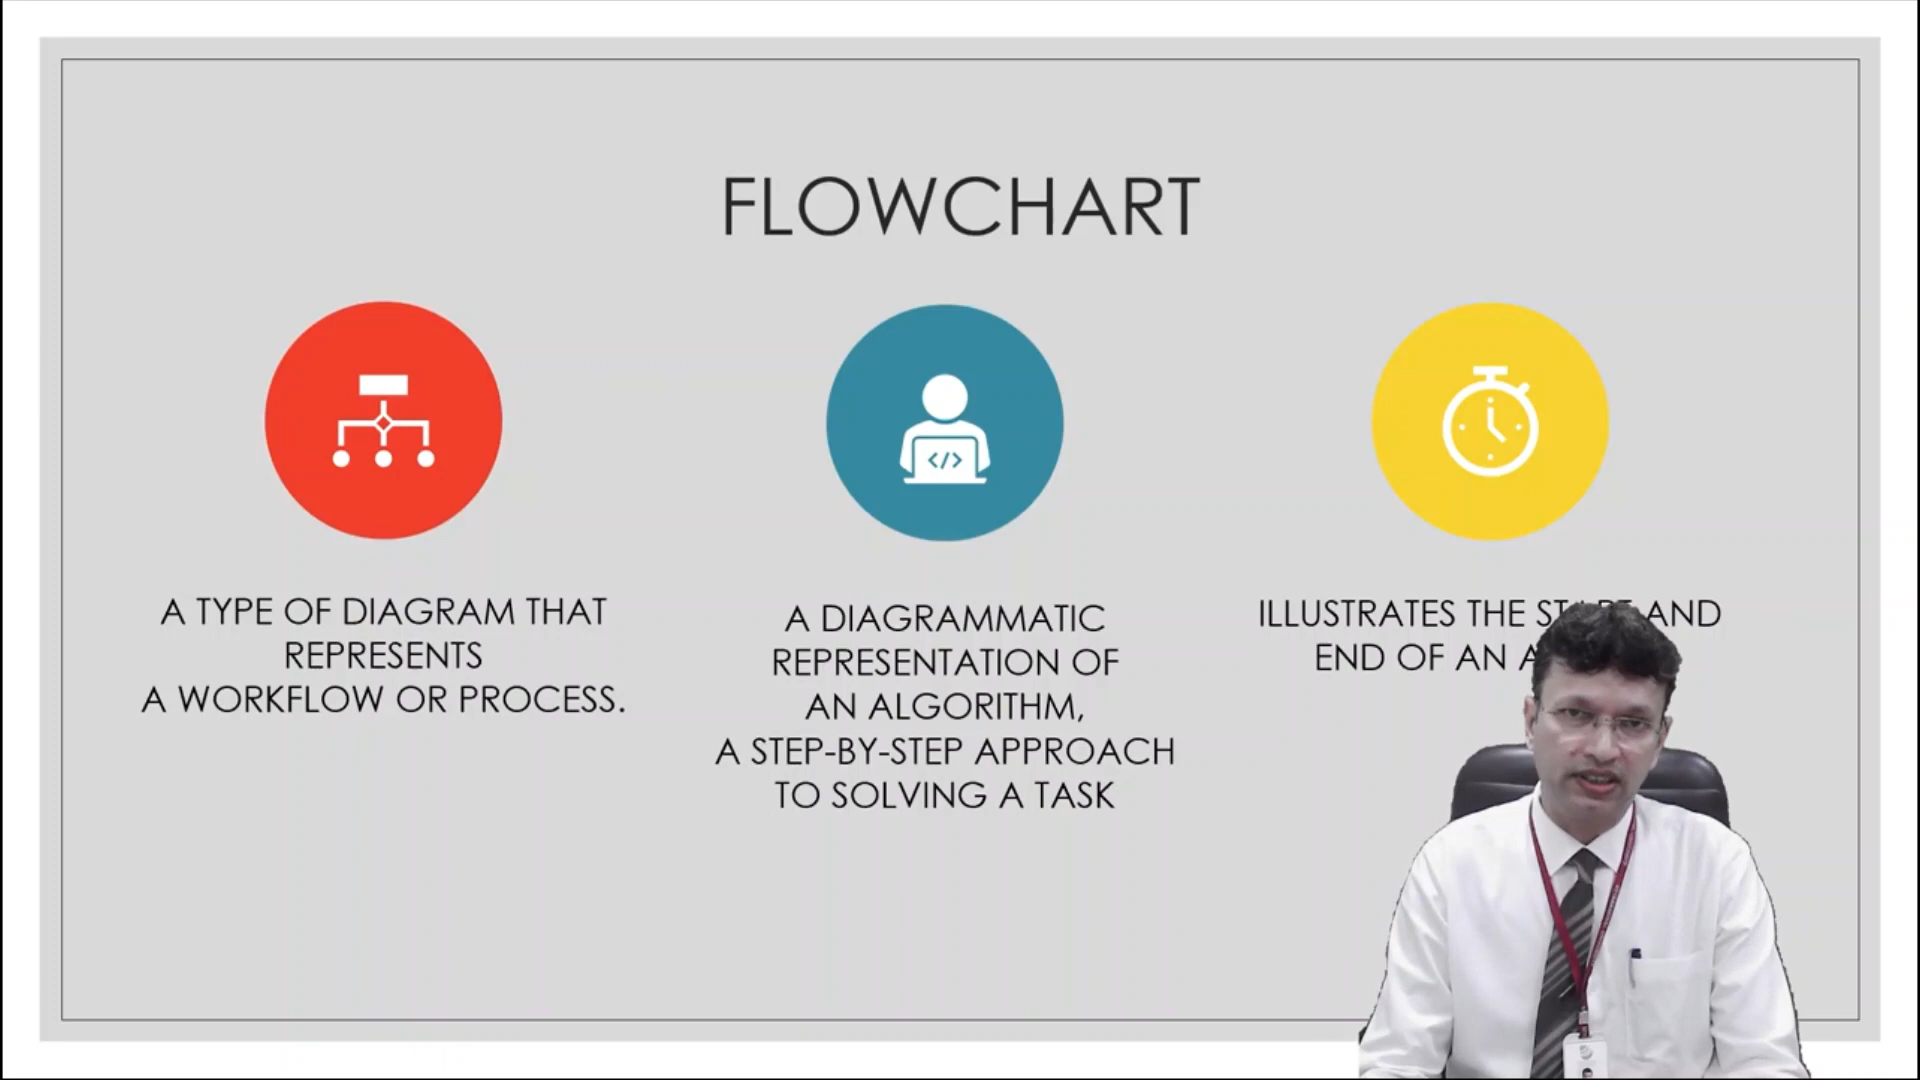 FLOWCHART
A TYPE OF DIAGRAM THAT
REPRESENTS
A WORKFLOW OR PROCESS.
A DIAGRAMMATIC
REPRESENTATION OF
AN ALGORITHM,
A STEP-BY-STEP APPROACH
TO SOLVING A TASK
ILLUSTRATES THE START AND
END OF AN